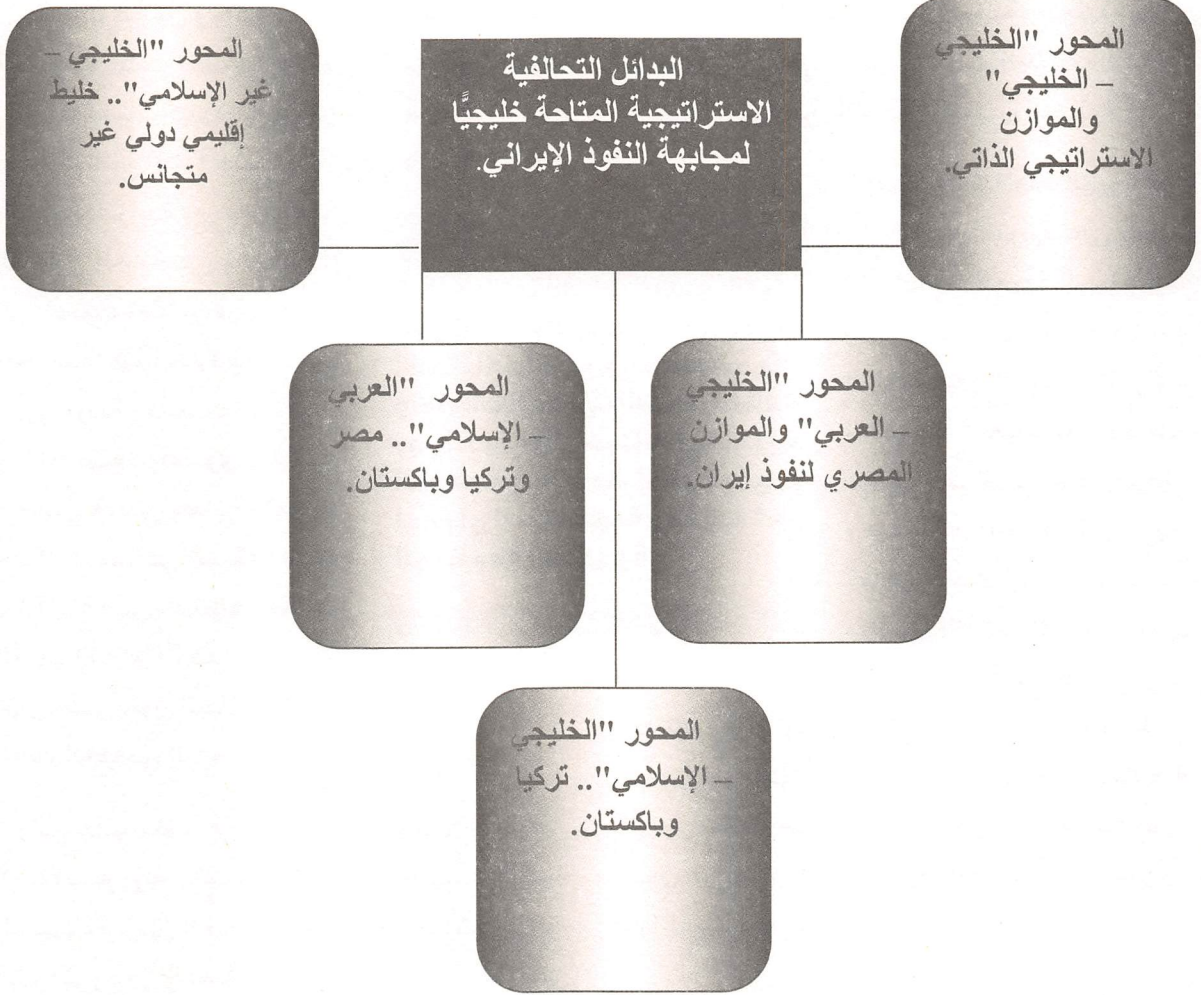 البدائل التحالفية
الاستراتيجية المتاحة خليجيًّا
لمجابهة النفوذ الإيراني.
المحور "الخليجي
– الخليجي"
والموازن
الاستراتيجي الذاتي.
المحور "الخليجي –
غير الإسلامي".. خليط
إقليمي دولي غير
متجانس.
المحور "الخليجي
– العربي" والموازن
المصري لنفوذ إيران.
المحور "العربي
– الإسلامي".. مصر
وتركيا وباكستان.
المحور "الخليجي
– الإسلامي".. تركيا
وباكستان.